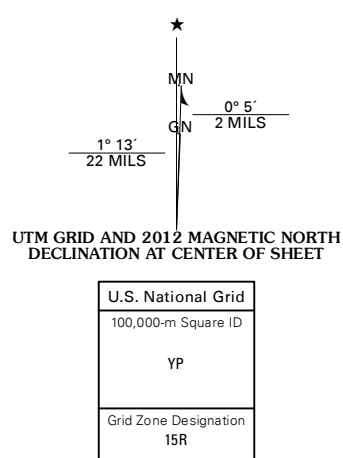 ★
MN
0° 5´
2 MILS
GN
1° 13´
22 MILS
UTM GRID AND 2012 MAGNETIC NORTH
DECLINATION AT CENTER OF SHEET
U.S. National Grid
100,000-m Square ID
YP
Grid Zone Designation
15R